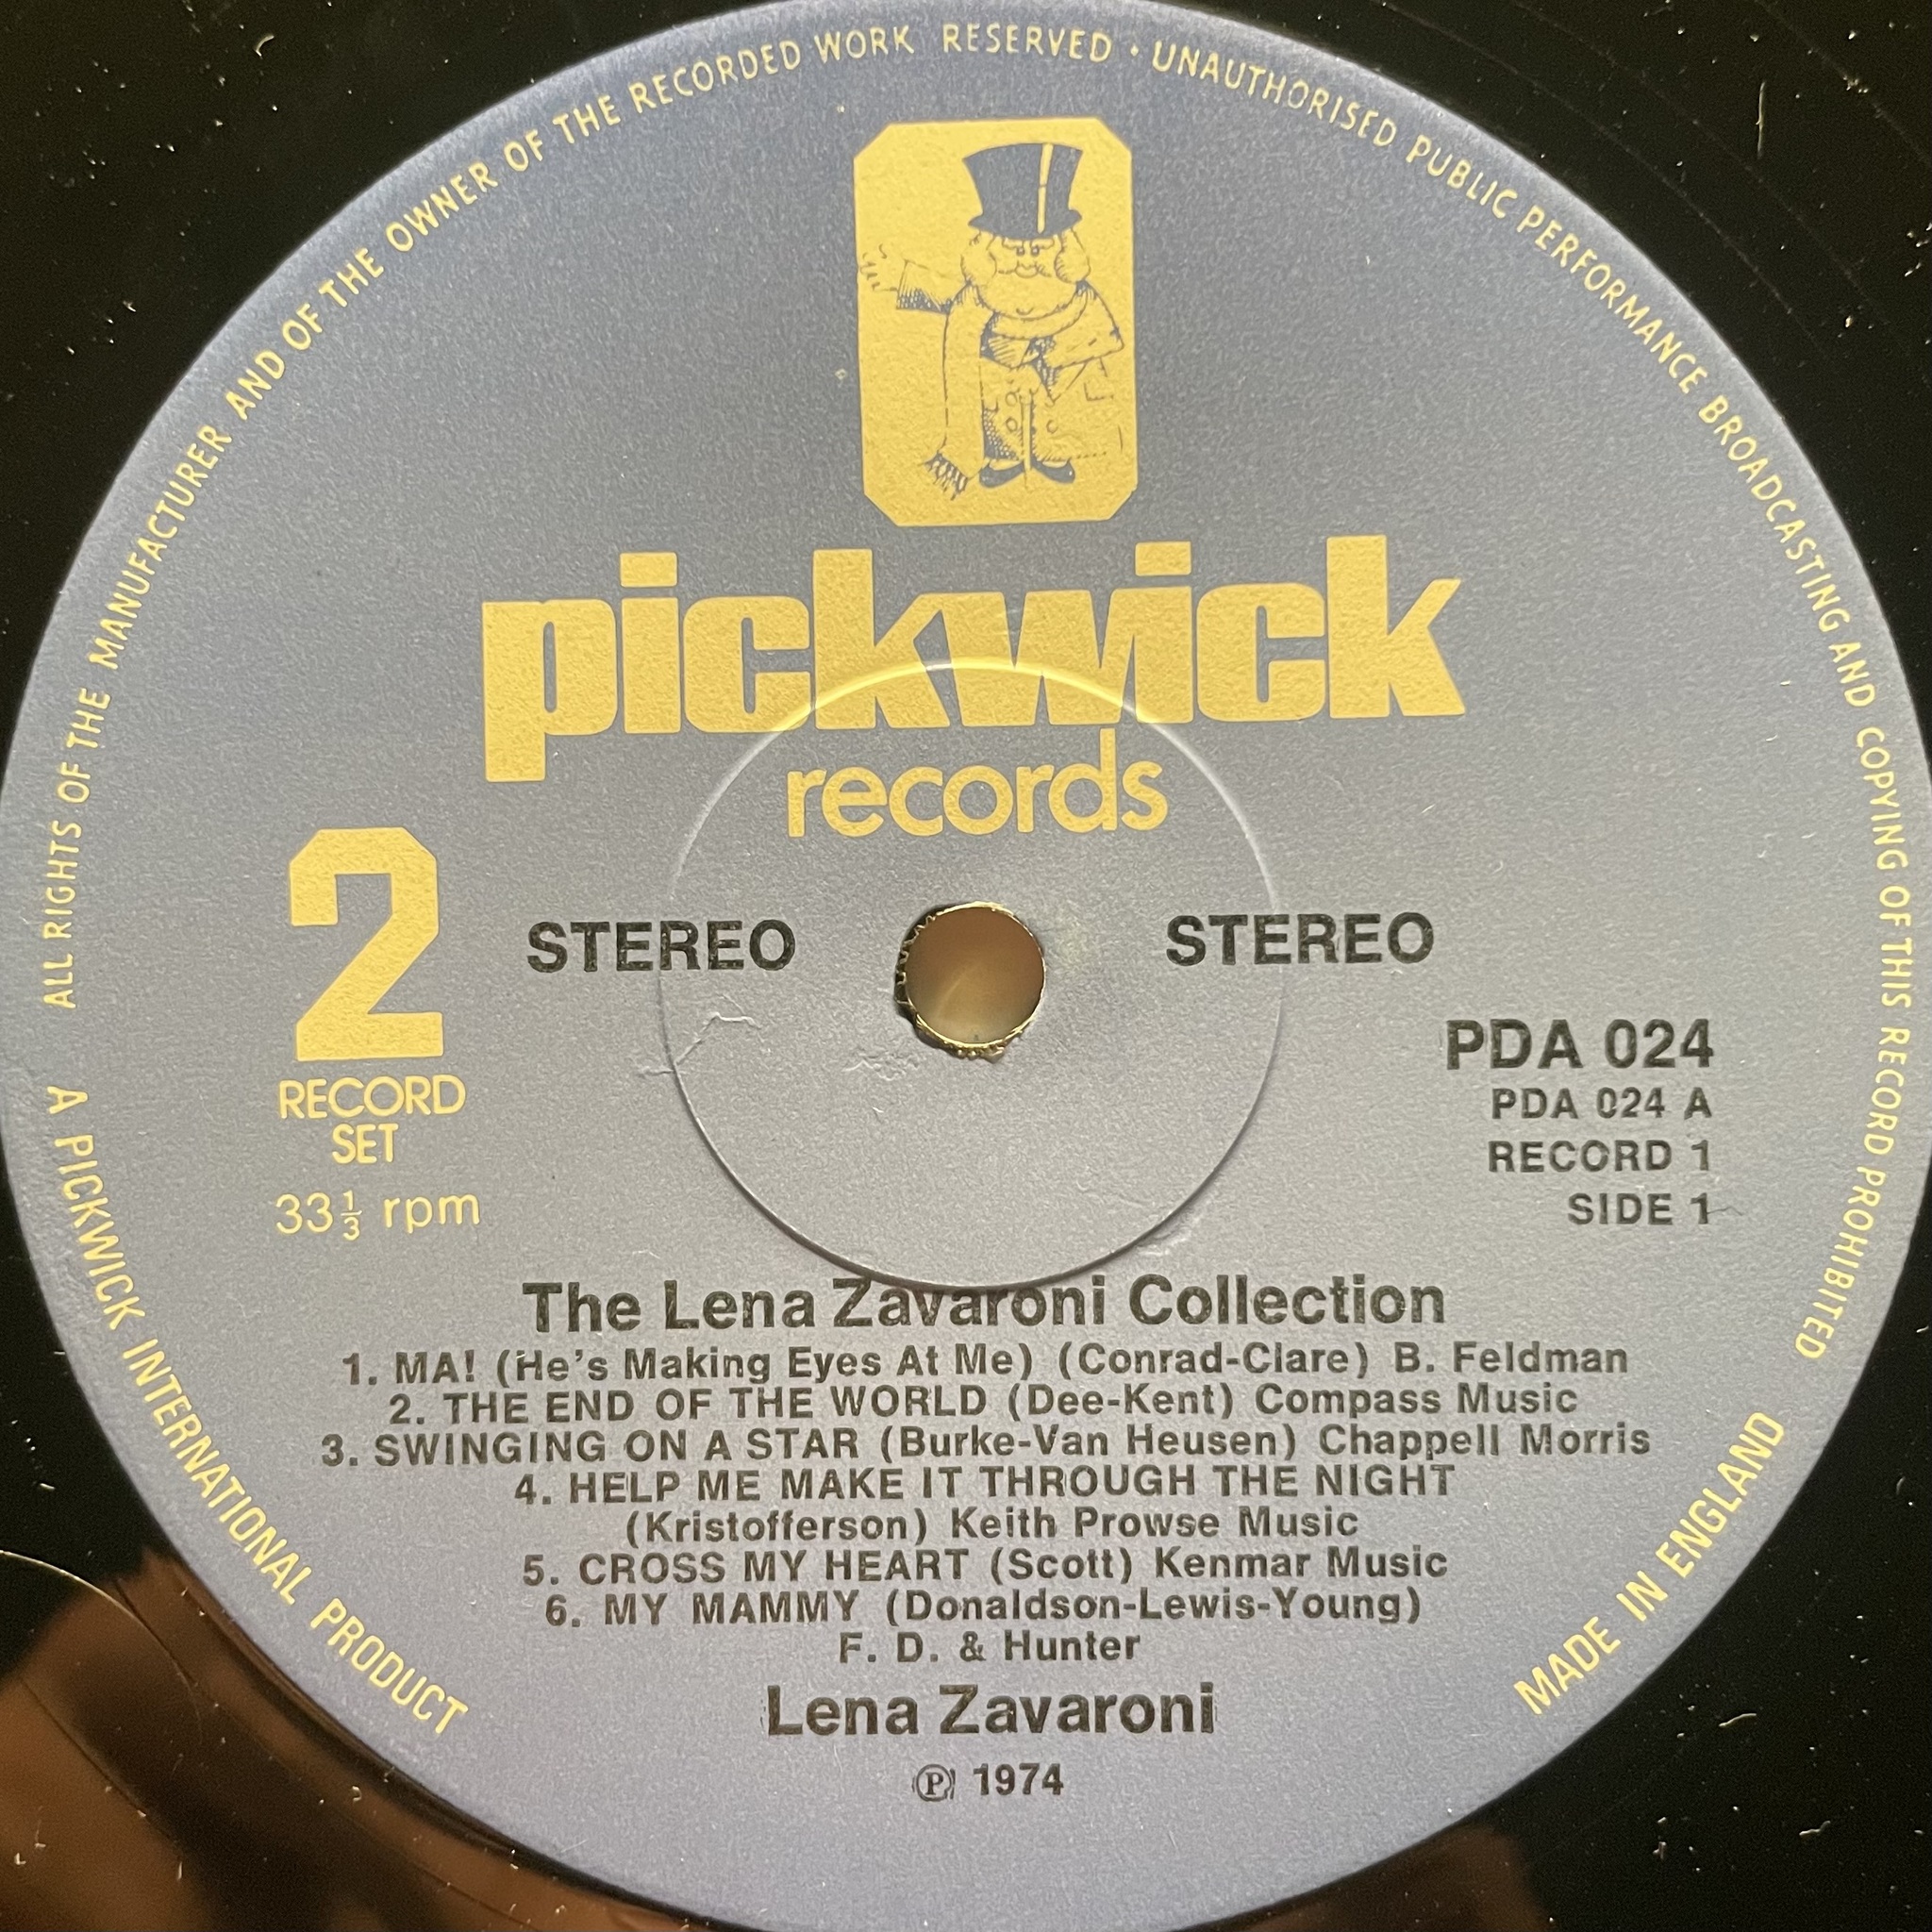 ALL RIGHTS OF THE MANUFACTURER AND OF THE OWNER OF THE RECORDED WORK RESERVED • UNAUTHORISED PUBLIC PERFORMANCE BROADCASTING AND COPYING OF THIS RECORD PROHIBITED
pickwick
records
2
RECORD
SET
33⅓ rpm
STEREO STEREO
PDA 024
PDA 024 A
RECORD 1
SIDE 1
The Lena Zavaroni Collection
1. MA! (He's Making Eyes At Me) (Conrad-Clare) B. Feldman
2. THE END OF THE WORLD (Dee-Kent) Compass Music
3. SWINGING ON A STAR (Burke-Van Heusen) Chappell Morris
4. HELP ME MAKE IT THROUGH THE NIGHT
(Kristofferson) Keith Prowse Music
5. CROSS MY HEART (Scott) Kenmar Music
6. MY MAMMY (Donaldson-Lewis-Young)
F. D. & Hunter
Lena Zavaroni
℗ 1974
A PICKWICK INTERNATIONAL PRODUCT
MADE IN ENGLAND